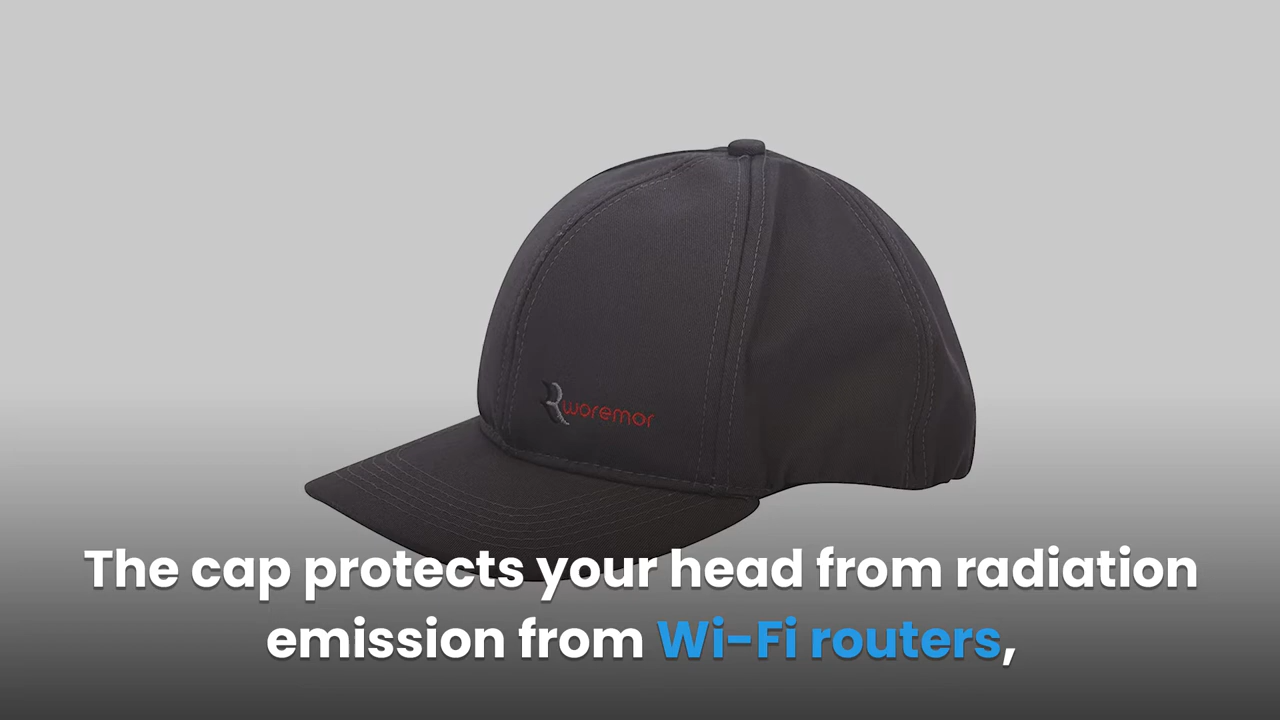 woremor
The cap protects your head from radiation
emission from Wi-Fi routers,